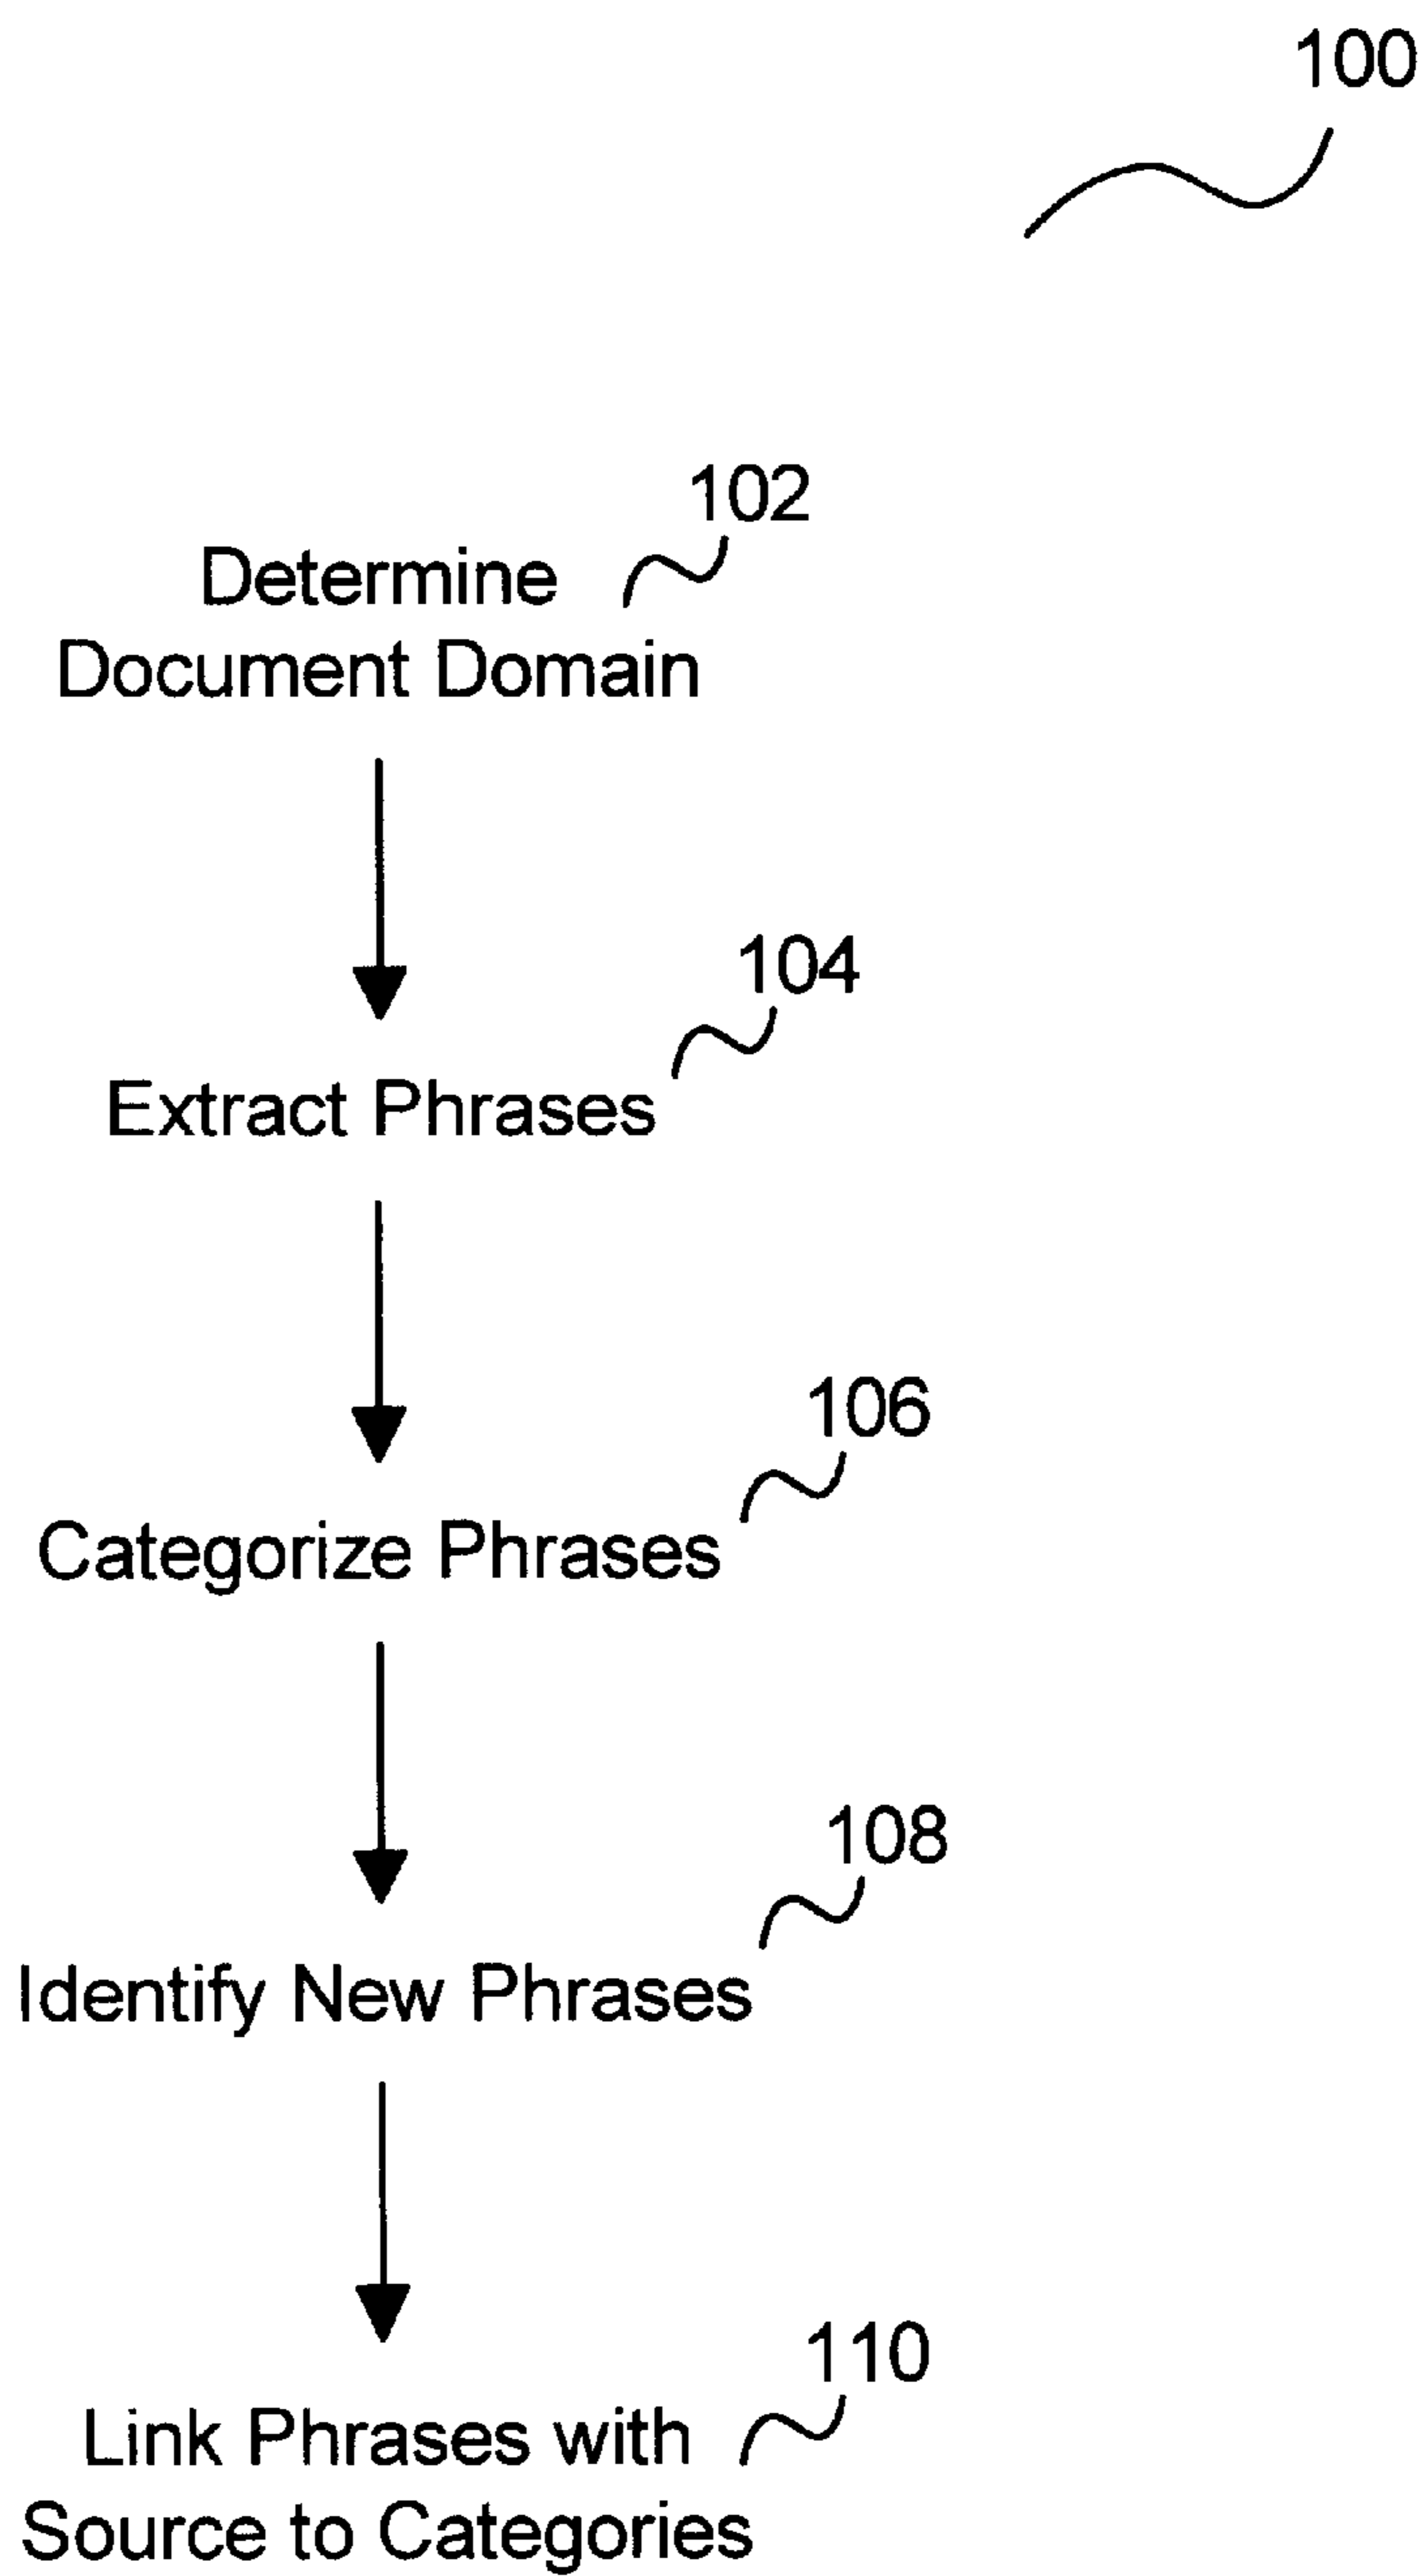 100
102
Determine
Document Domain
104
Extract Phrases
106
Categorize Phrases
108
Identify New Phrases
110
Link Phrases with
Source to Categories